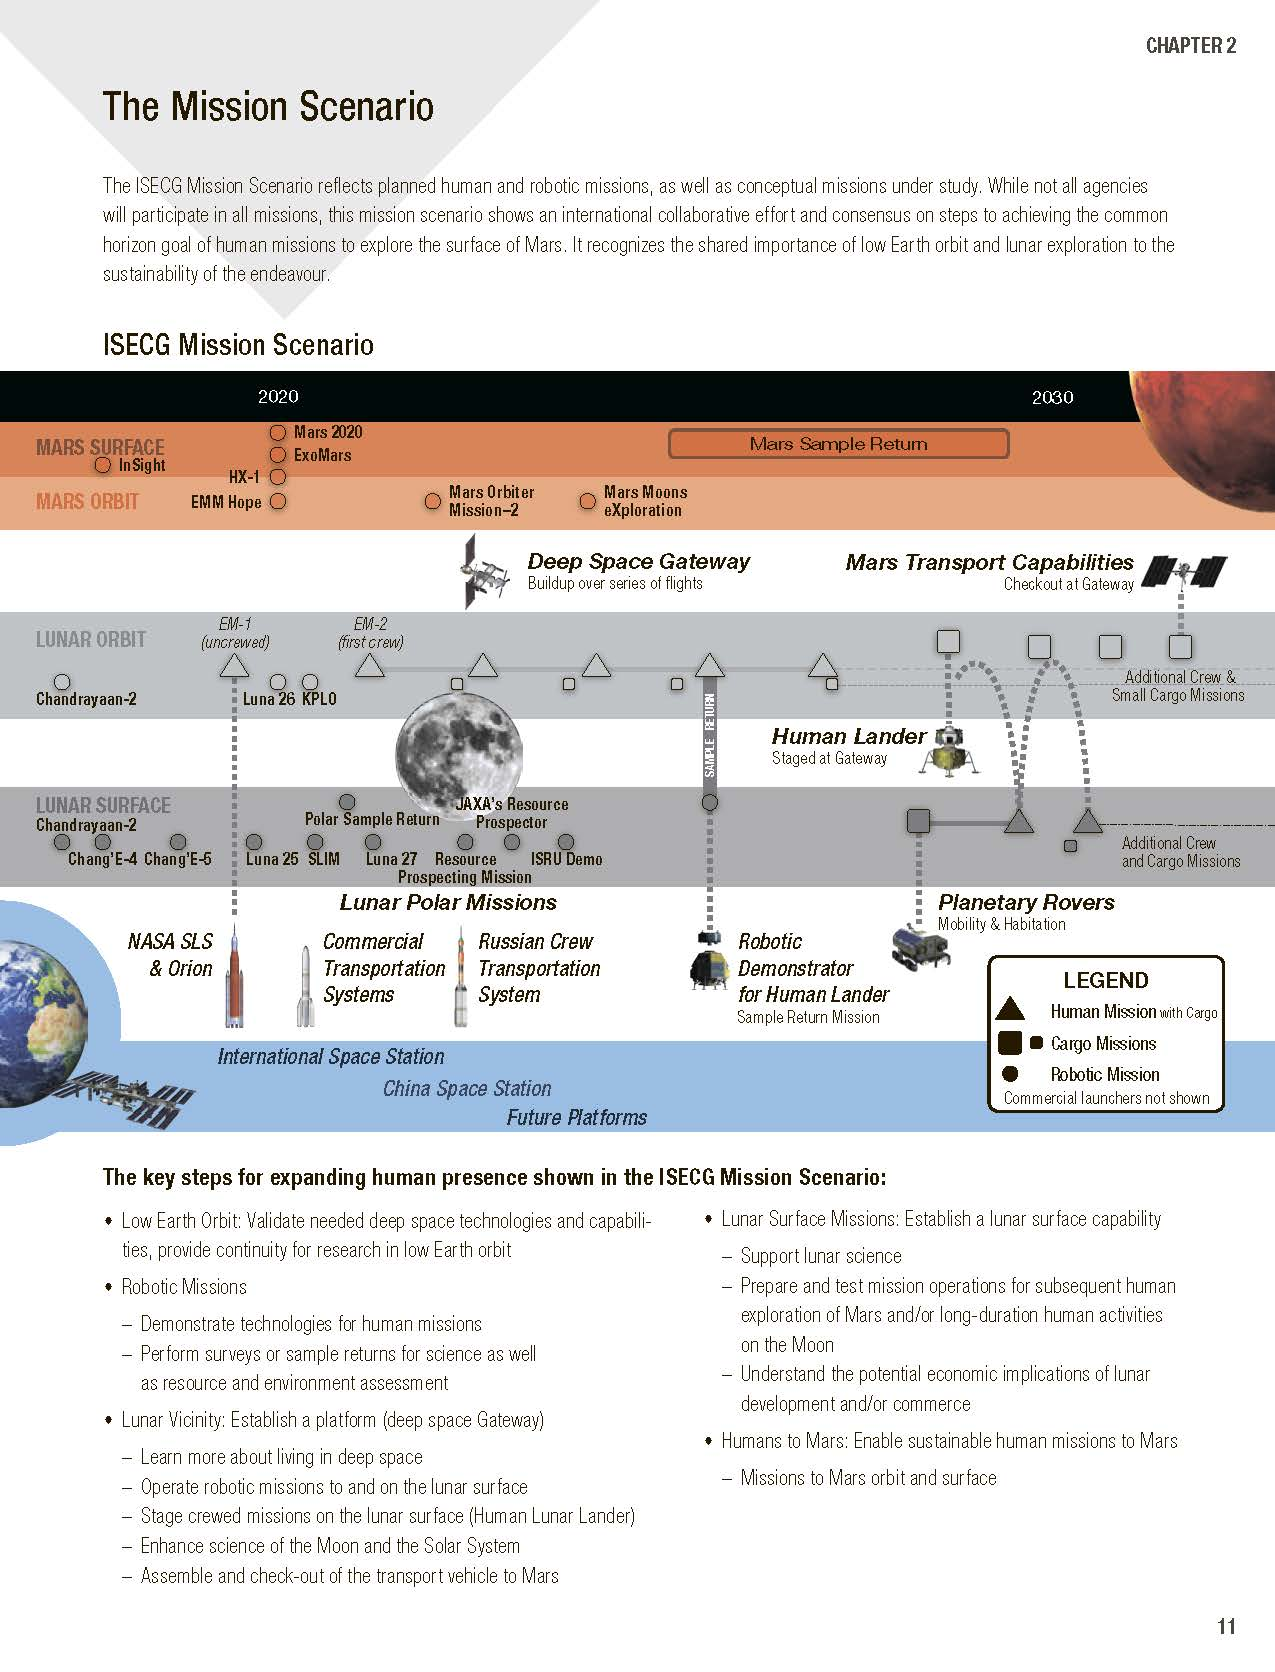 CHAPTER 2
The Mission Scenario
The ISECG Mission Scenario reflects planned human and robotic missions, as well as conceptual missions under study. While not all agencies
will participate in all missions, this mission scenario shows an international collaborative effort and consensus on steps to achieving the common
horizon goal of human missions to explore the surface of Mars. It recognizes the shared importance of low Earth orbit and lunar exploration to the
sustainability of the endeavour.
ISECG Mission Scenario
2020
2030
MARS SURFACE
Mars 2020
Mars Sample Return
ExoMars
InSight
HX-1
MARS ORBIT
EMM Hope
Mars Orbiter
Mission–2
Mars Moons
eXploration
Deep Space Gateway
Buildup over series of flights
Mars Transport Capabilities
Checkout at Gateway
LUNAR ORBIT
EM-1
(uncrewed)
EM-2
(first crew)
Chandrayaan-2
Luna 26 KPLO
Additional Crew &
Small Cargo Missions
SAMPLE RETURN
Human Lander
Staged at Gateway
LUNAR SURFACE
Chandrayaan-2
Polar Sample Return
JAXA's Resource
Prospector
Chang'E-4 Chang'E-5
Luna 25 SLIM
Luna 27
Resource
Prospecting Mission
ISRU Demo
Additional Crew
and Cargo Missions
Lunar Polar Missions
Planetary Rovers
Mobility & Habitation
NASA SLS
& Orion
Commercial
Transportation
Systems
Russian Crew
Transportation
System
Robotic
Demonstrator
for Human Lander
Sample Return Mission
LEGEND
Human Mission with Cargo
Cargo Missions
Robotic Mission
Commercial launchers not shown
International Space Station
China Space Station
Future Platforms
The key steps for expanding human presence shown in the ISECG Mission Scenario:
• Low Earth Orbit: Validate needed deep space technologies and capabili-
ties, provide continuity for research in low Earth orbit
• Robotic Missions
– Demonstrate technologies for human missions
– Perform surveys or sample returns for science as well
as resource and environment assessment
• Lunar Vicinity: Establish a platform (deep space Gateway)
– Learn more about living in deep space
– Operate robotic missions to and on the lunar surface
– Stage crewed missions on the lunar surface (Human Lunar Lander)
– Enhance science of the Moon and the Solar System
– Assemble and check-out of the transport vehicle to Mars
• Lunar Surface Missions: Establish a lunar surface capability
– Support lunar science
– Prepare and test mission operations for subsequent human
exploration of Mars and/or long-duration human activities
on the Moon
– Understand the potential economic implications of lunar
development and/or commerce
• Humans to Mars: Enable sustainable human missions to Mars
– Missions to Mars orbit and surface
11